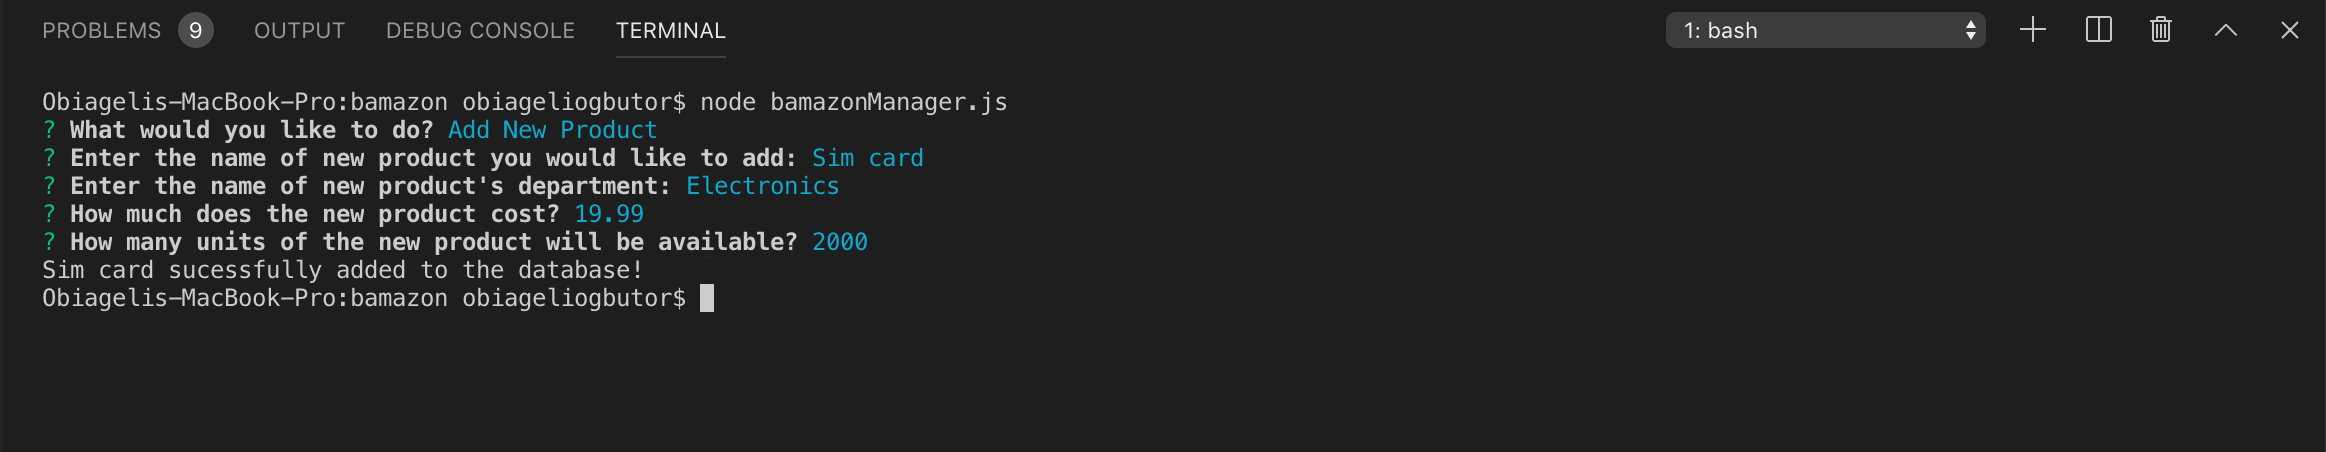 PROBLEMS 9 OUTPUT DEBUG CONSOLE TERMINAL 1: bash
Obiagelis-MacBook-Pro:bamazon obiageliogbutor$ node bamazonManager.js
? What would you like to do? Add New Product
? Enter the name of new product you would like to add: Sim card
? Enter the name of new product's department: Electronics
? How much does the new product cost? 19.99
? How many units of the new product will be available? 2000
Sim card sucessfully added to the database!
Obiagelis-MacBook-Pro:bamazon obiageliogbutor$